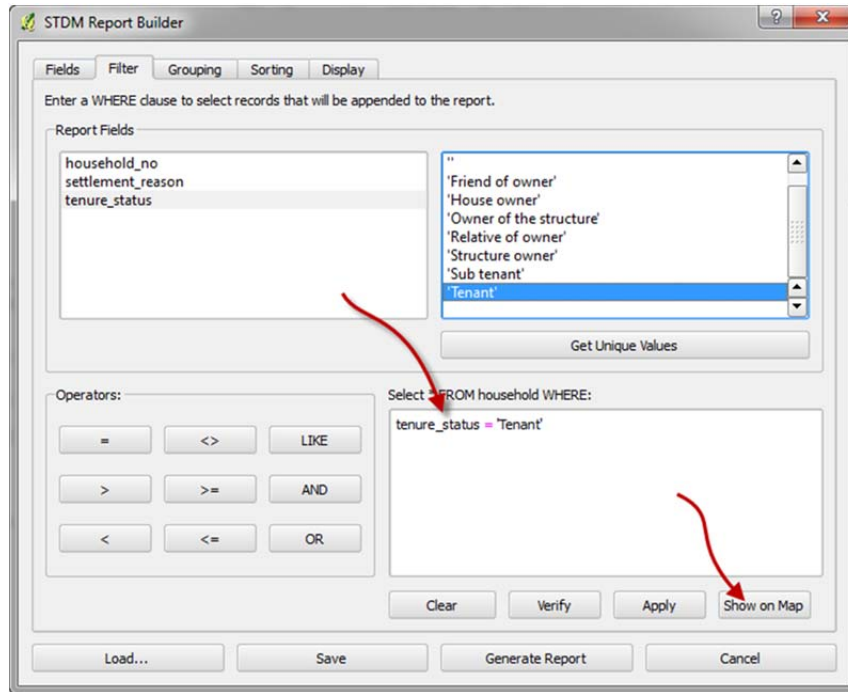 STDM Report Builder
Fields Filter Grouping Sorting Display
Enter a WHERE clause to select records that will be appended to the report.
Report Fields
household_no
settlement_reason
tenure_status
''
'Friend of owner'
'House owner'
'Owner of the structure'
'Relative of owner'
'Structure owner'
'Sub tenant'
'Tenant'
Get Unique Values
Operators:
= <> LIKE
> >= AND
< <= OR
Select * FROM household WHERE:
tenure_status = 'Tenant'
Clear Verify Apply Show on Map
Load... Save Generate Report Cancel